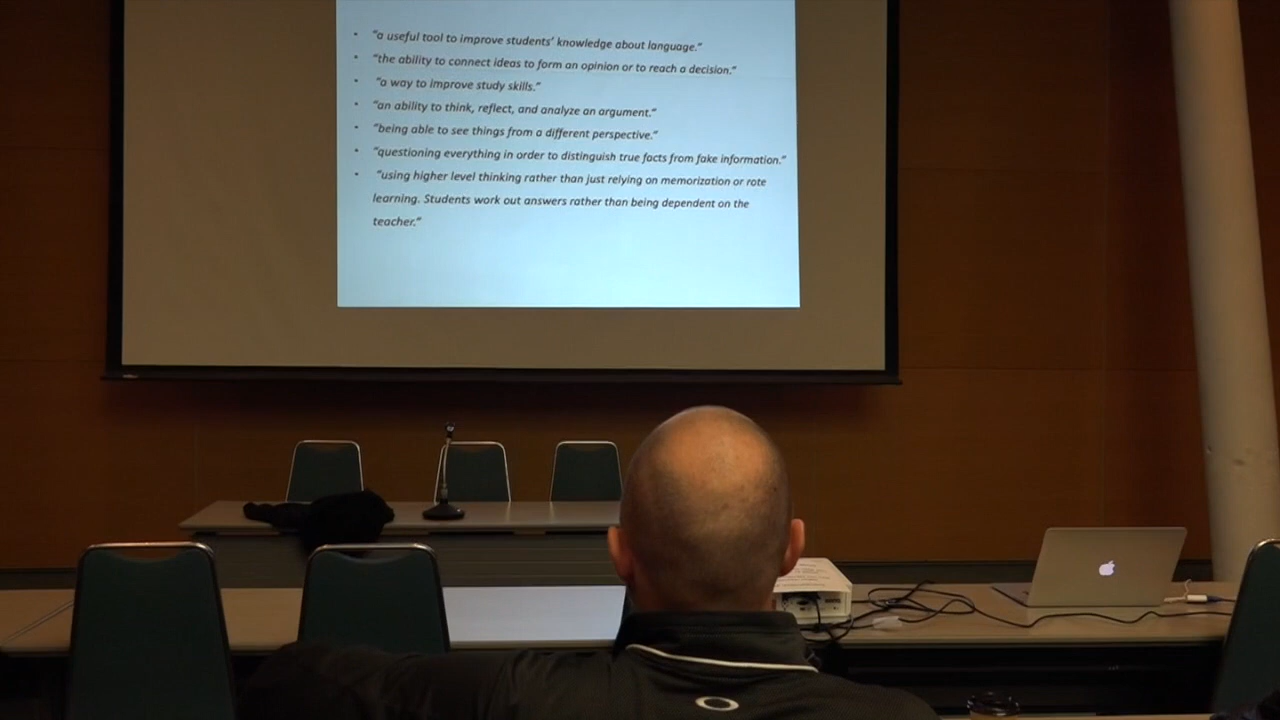 • "a useful tool to improve students' knowledge about language."
• "the ability to connect ideas to form an opinion or to reach a decision."
• "a way to improve study skills."
• "an ability to think, reflect, and analyze an argument."
• "being able to see things from a different perspective."
• "questioning everything in order to distinguish true facts from fake information."
• "using higher level thinking rather than just relying on memorization or rote
learning. Students work out answers rather than being dependent on the
teacher."